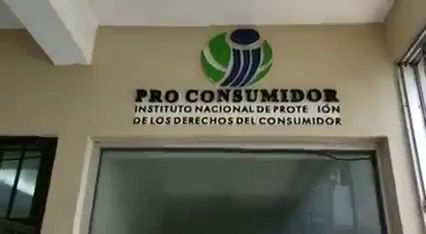 PRO CONSUMIDOR
INSTITUTO NACIONAL DE PROTE IÓN
DE LOS DERECHOS DEL CONSUMIDOR